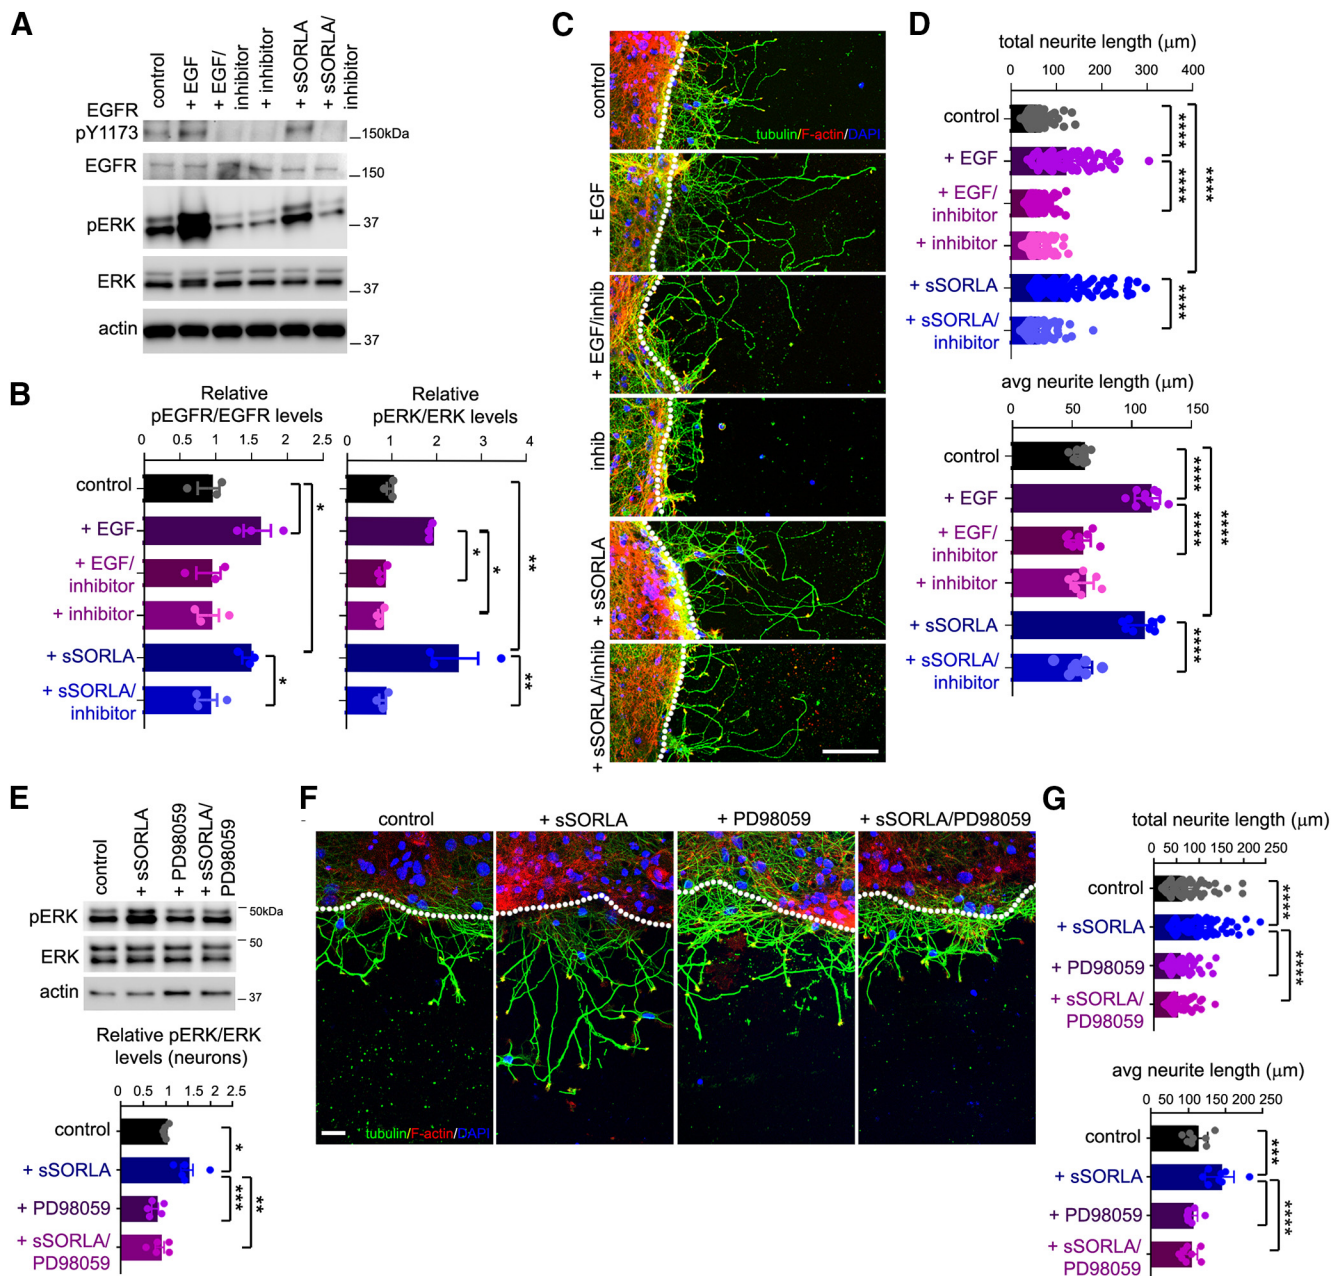 A
control
+ EGF
+ EGF/
inhibitor
+ inhibitor
+ sSORLA
+ sSORLA/
inhibitor
EGFR
pY1173
150kDa
EGFR
150
pERK
37
ERK
37
actin
37
B
Relative
pEGFR/EGFR levels
0 0.5 1 1.5 2 2.5
Relative
pERK/ERK levels
0 1 2 3 4
control
+ EGF
+ EGF/
inhibitor
+ inhibitor
+ sSORLA
+ sSORLA/
inhibitor
*
*
*
*
**
**
C
control
tubulin/F-actin/DAPI
+ EGF
+ EGF/inhib
inhib
+ sSORLA
+ sSORLA/inhib
D
total neurite length (µm)
0 100 200 300 400
control
+ EGF
+ EGF/
inhibitor
+ inhibitor
+ sSORLA
+ sSORLA/
inhibitor
****
****
****
****
avg neurite length (µm)
0 50 100 150
control
+ EGF
+ EGF/
inhibitor
+ inhibitor
+ sSORLA
+ sSORLA/
inhibitor
****
****
****
****
E
control
+ sSORLA
+ PD98059
+ sSORLA/
PD98059
pERK
50kDa
ERK
50
actin
37
Relative pERK/ERK
levels (neurons)
0 0.5 1 1.5 2 2.5
control
+ sSORLA
+ PD98059
+ sSORLA/
PD98059
*
***
**
F
control
+ sSORLA
+ PD98059
+ sSORLA/PD98059
tubulin/F-actin/DAPI
G
total neurite length (µm)
0 50 100 150 200 250
control
+ sSORLA
+ PD98059
+ sSORLA/
PD98059
****
****
avg neurite length (µm)
0 50 100 150 200 250
control
+ sSORLA
+ PD98059
+ sSORLA/
PD98059
***
****